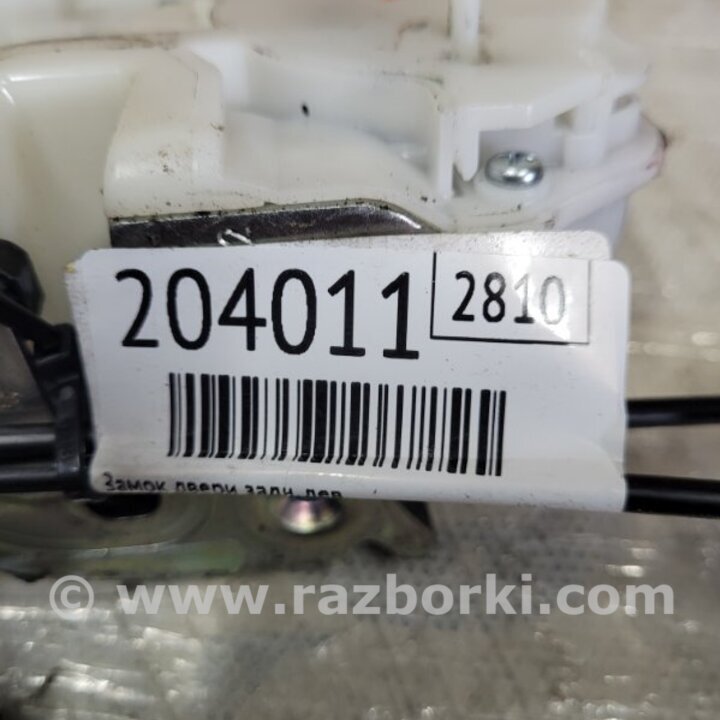 204011 2810
Замок двери задн. лев.
© www.razborki.com